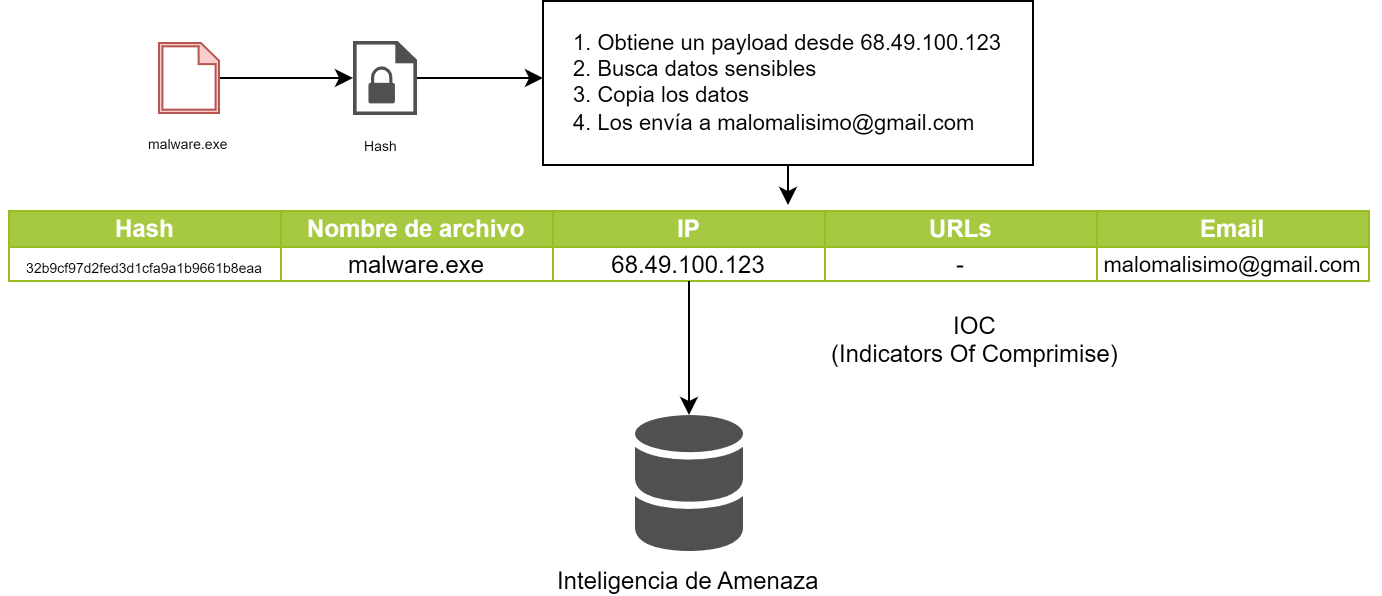 1. Obtiene un payload desde 68.49.100.123
2. Busca datos sensibles
3. Copia los datos
4. Los envía a malomalisimo@gmail.com
malware.exe
Hash
Hash Nombre de archivo IP URLs Email
32b9cf97d2fed3d1cfa9a1b9661b8eaa malware.exe 68.49.100.123 - malomalisimo@gmail.com
IOC
(Indicators Of Comprimise)
Inteligencia de Amenaza